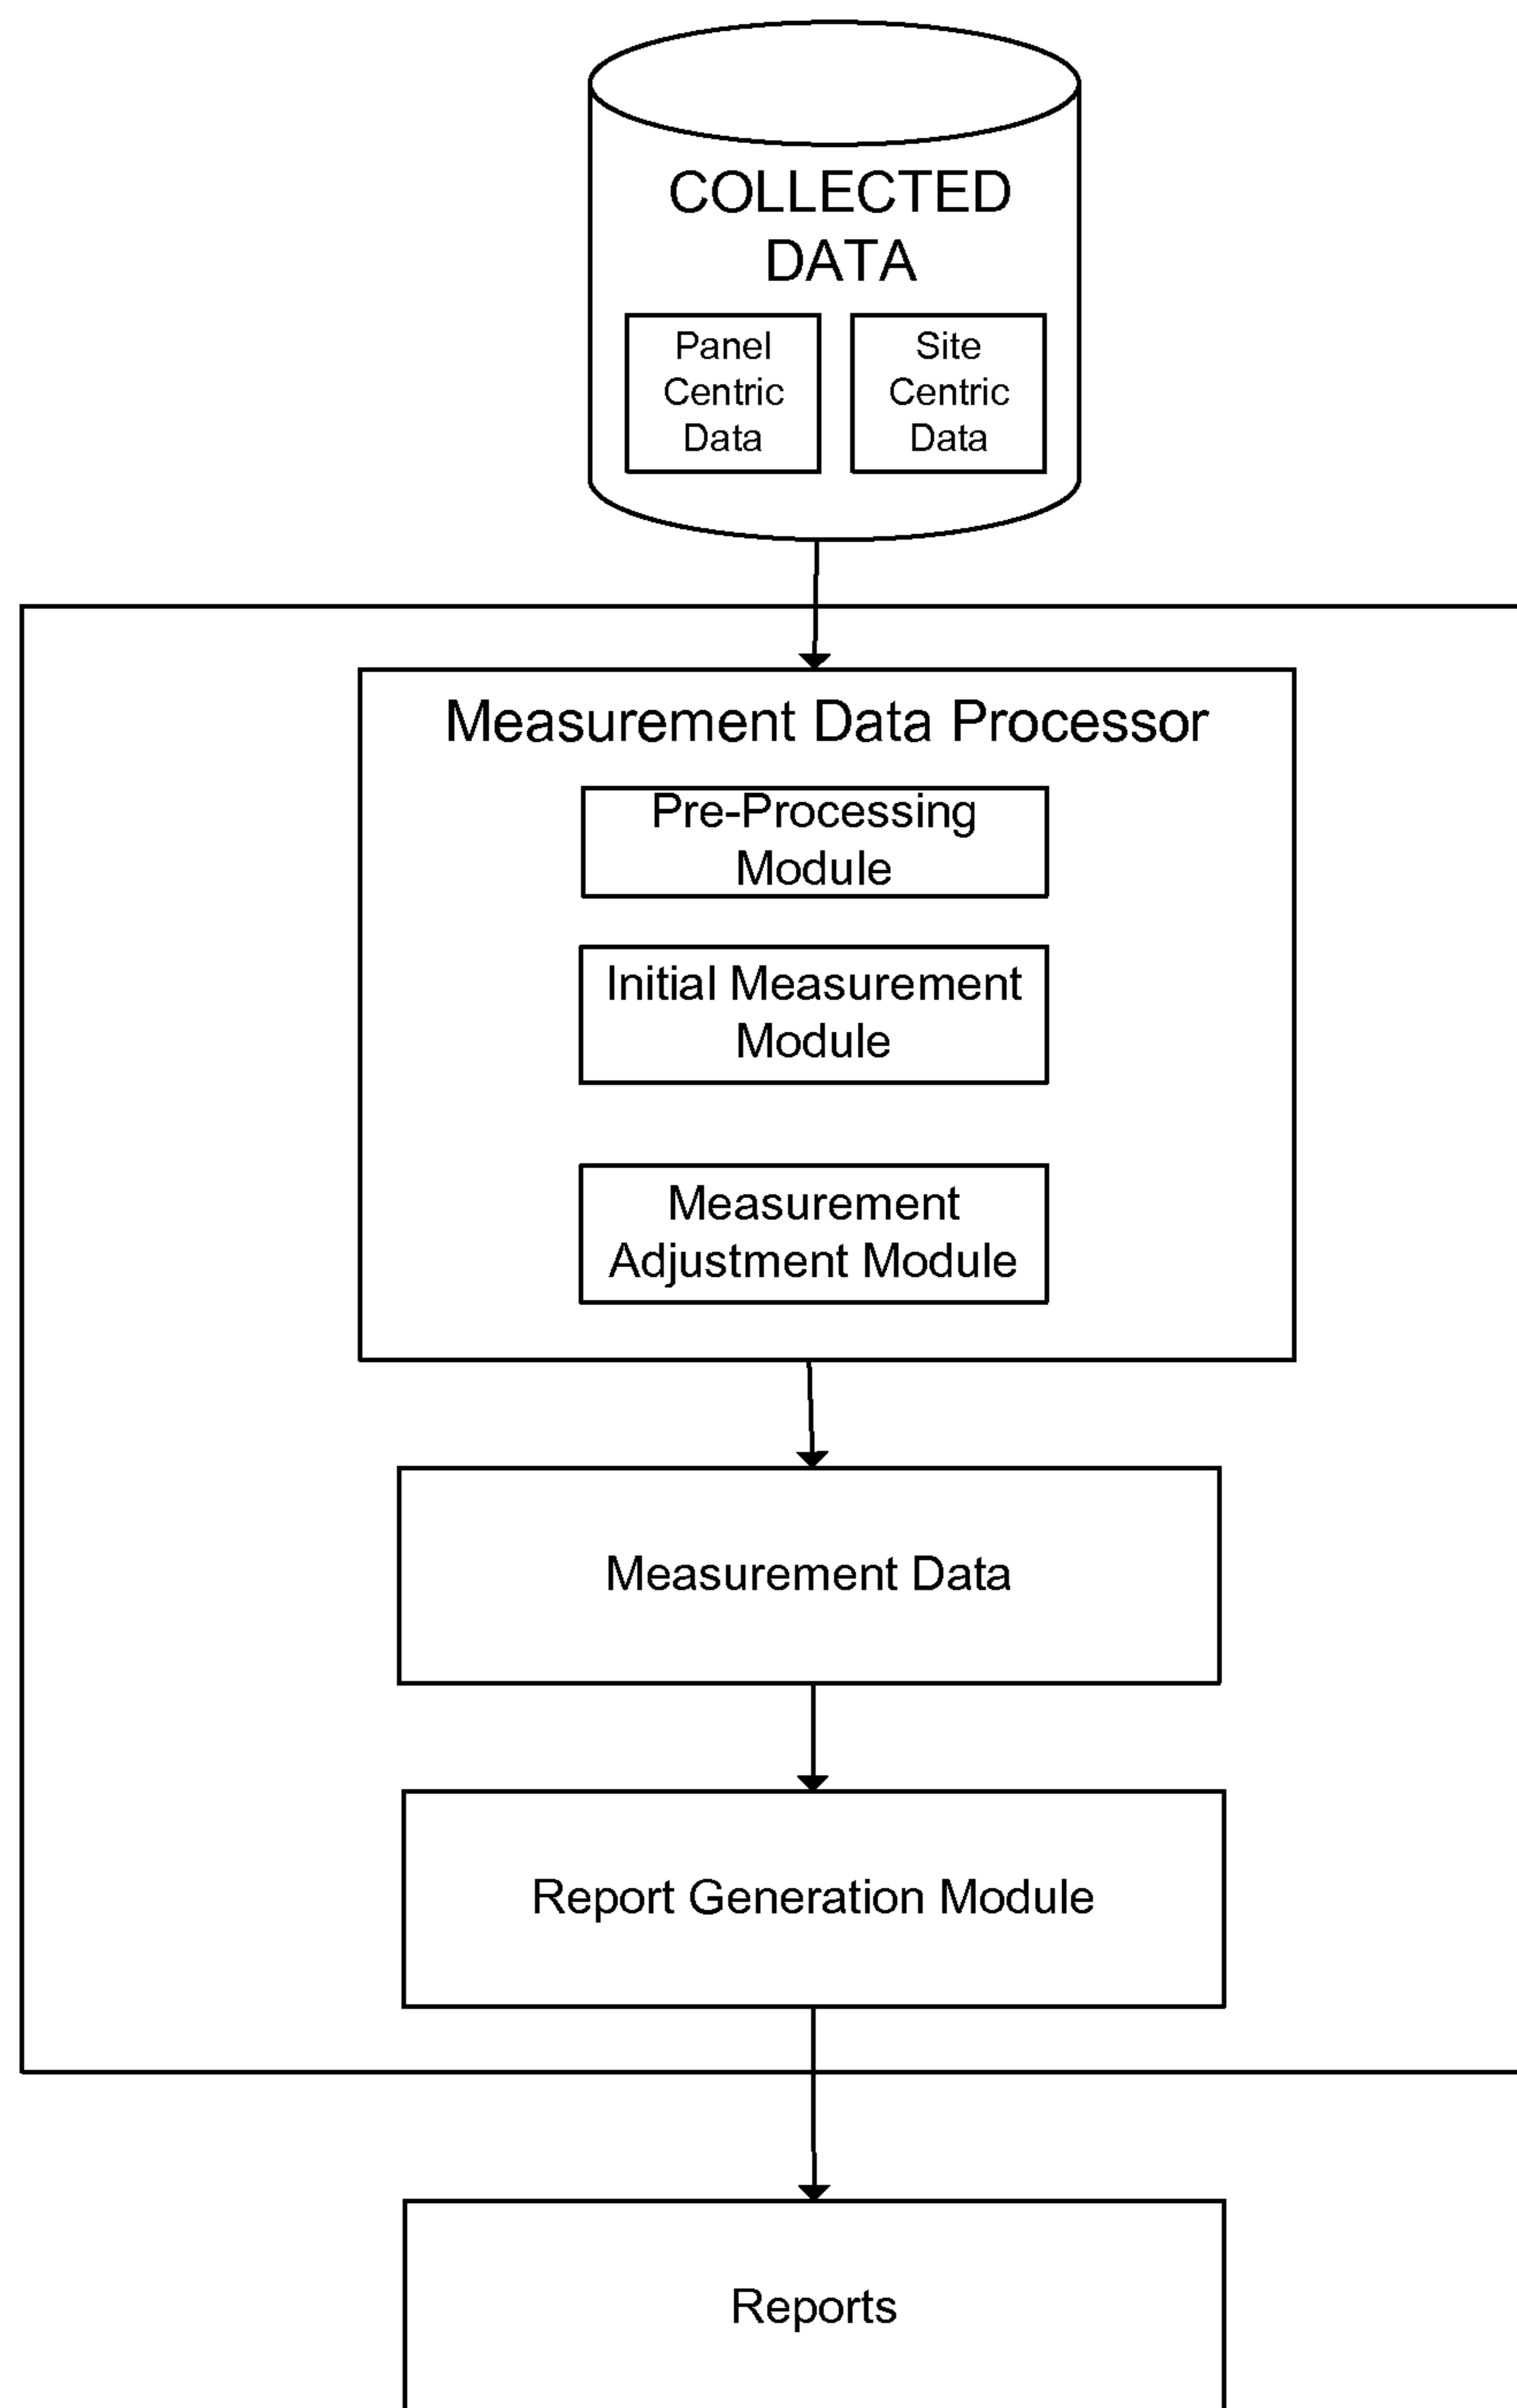 COLLECTED
DATA
Panel
Centric
Data
Site
Centric
Data
Measurement Data Processor
Pre-Processing
Module
Initial Measurement
Module
Measurement
Adjustment Module
Measurement Data
Report Generation Module
Reports